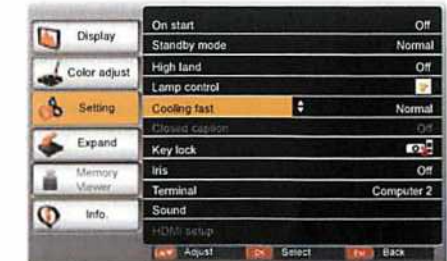 Display
Color adjust
Setting
Expand
Memory
Viewer
Info.
On start Off
Standby mode Normal
High land Off
Lamp control
Cooling fast Normal
Closed caption Off
Key lock
Iris Off
Terminal Computer 2
Sound
HDMI setup
Adjust Select Back